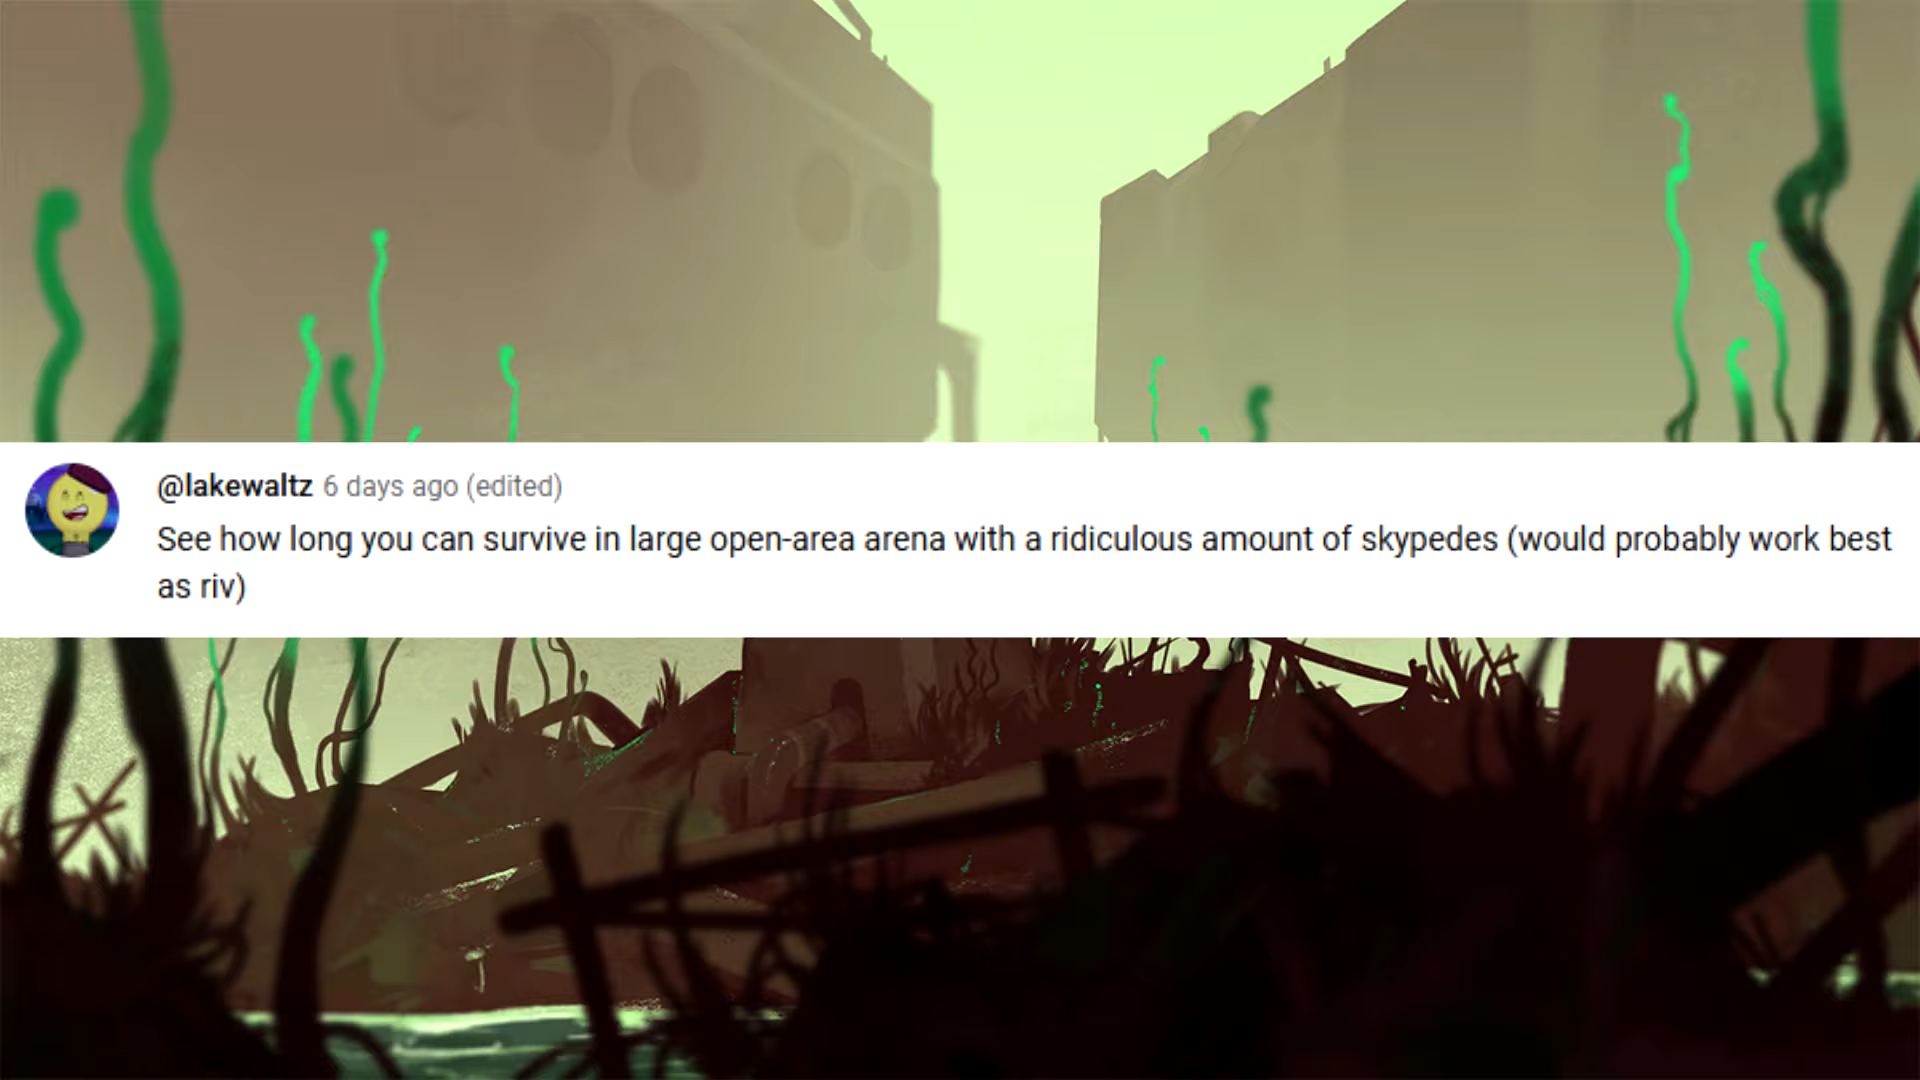 @lakewaltz 6 days ago (edited)
See how long you can survive in large open-area arena with a ridiculous amount of skypedes (would probably work best
as riv)